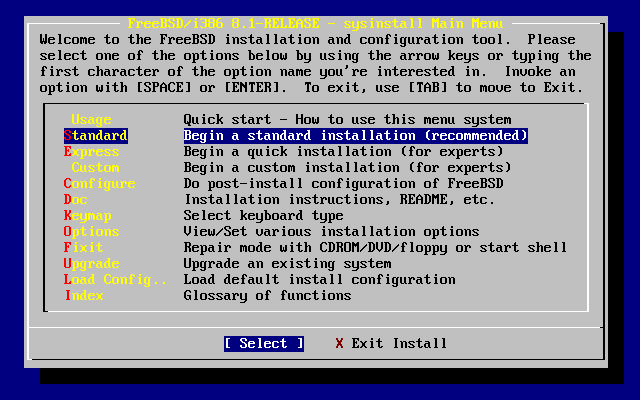 FreeBSD/i386 8.1-RELEASE - sysinstall Main Menu
Welcome to the FreeBSD installation and configuration tool.  Please
select one of the options below by using the arrow keys or typing the
first character of the option name you're interested in.  Invoke an
option with [SPACE] or [ENTER].  To exit, use [TAB] to move to Exit.
Usage Quick start - How to use this menu system
Standard Begin a standard installation (recommended)
Express Begin a quick installation (for experts)
Custom Begin a custom installation (for experts)
Configure Do post-install configuration of FreeBSD
Doc Installation instructions, README, etc.
Keymap Select keyboard type
Options View/Set various installation options
Fixit Repair mode with CDROM/DVD/floppy or start shell
Upgrade Upgrade an existing system
Load Config.. Load default install configuration
Index Glossary of functions
[ Select ] X Exit Install